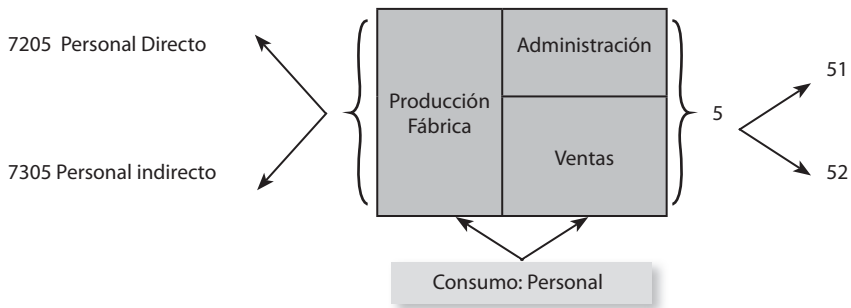 7205 Personal Directo
7305 Personal indirecto
Producción
Fábrica
Administración
Ventas
5
51
52
Consumo: Personal